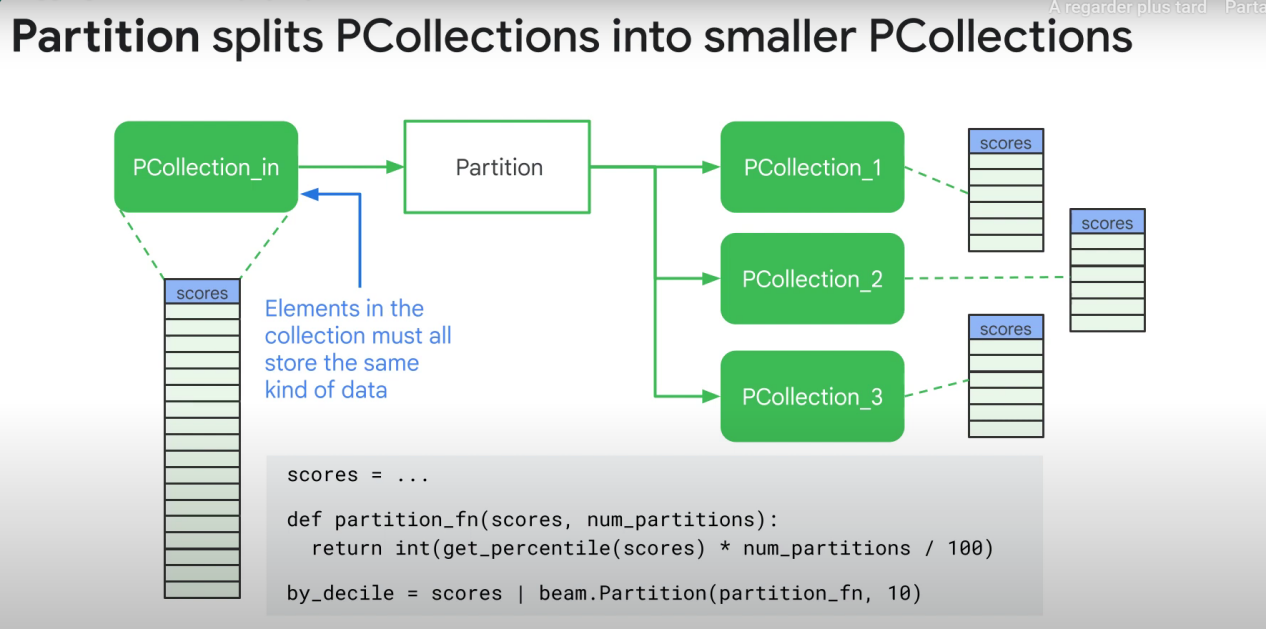 À regarder plus tard
Partition splits PCollections into smaller PCollections
PCollection_in
Partition
PCollection_1
scores
scores
PCollection_2
scores
Elements in the
collection must all
store the same
kind of data
scores
PCollection_3
scores = ...
def partition_fn(scores, num_partitions):
return int(get_percentile(scores) * num_partitions / 100)
by_decile = scores | beam.Partition(partition_fn, 10)